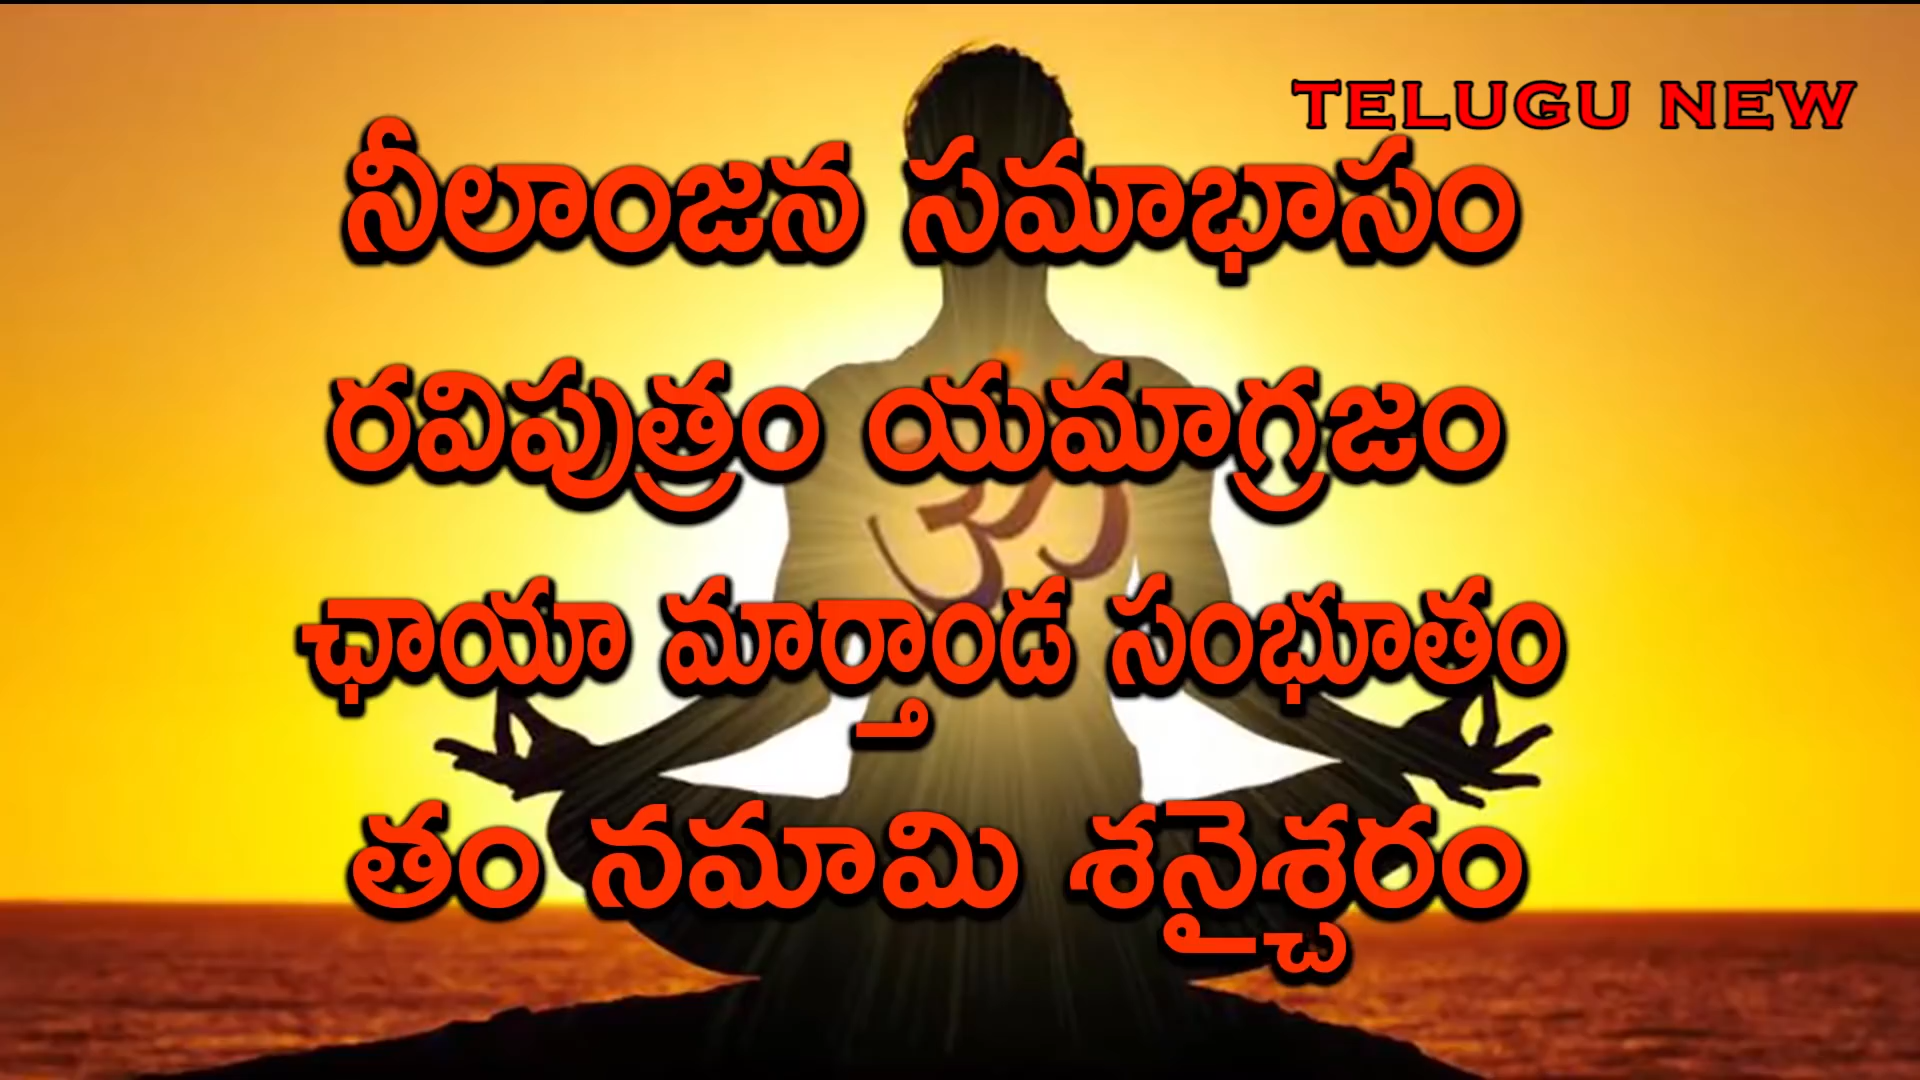 TELUGU NEW
నీలాంజన సమాభాసం
రవిపుత్రం యమాగ్రజం
ఛాయా మార్తాండ సంభూతం
తం నమామి శనైశ్చరం